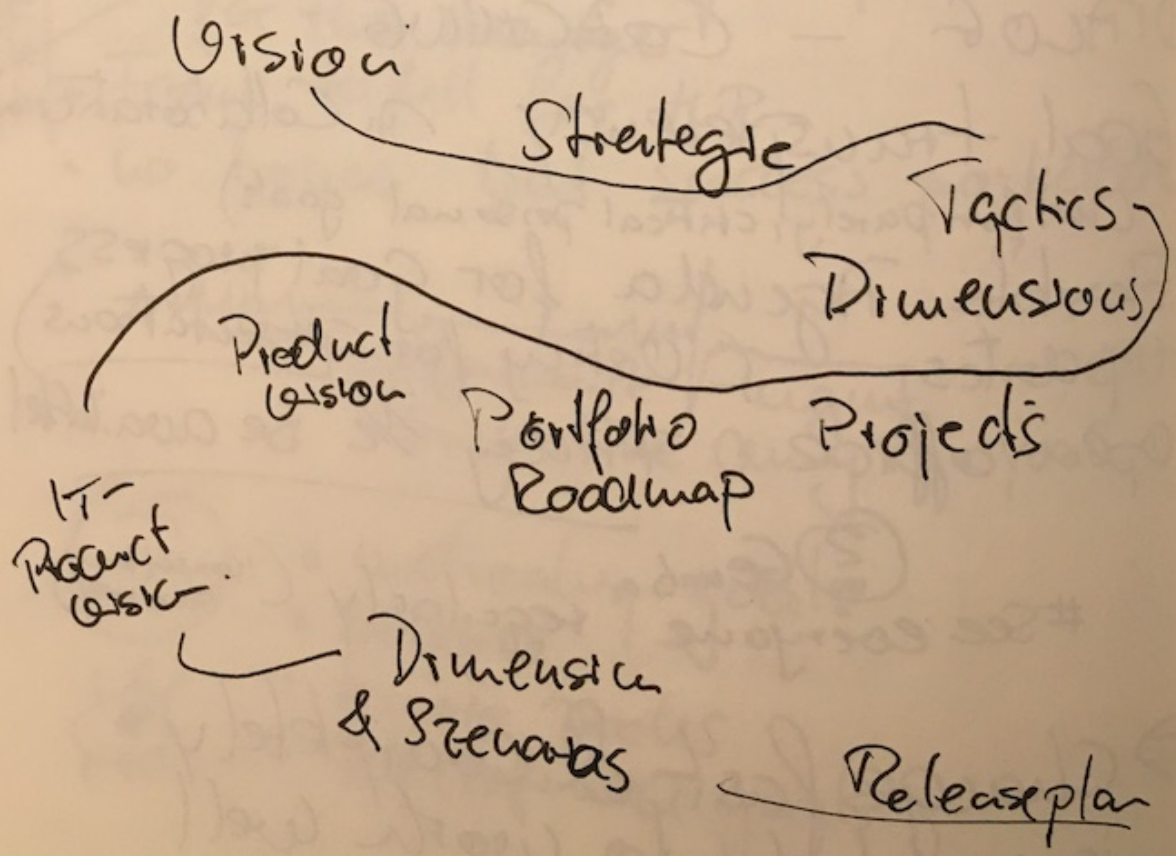 Vision
Strategie
Tactics
Dimensions
Product
Vision
Portfolio
Roadmap
Projects
IT-
Product
Vision
Dimension
& Szenarios
Releaseplan